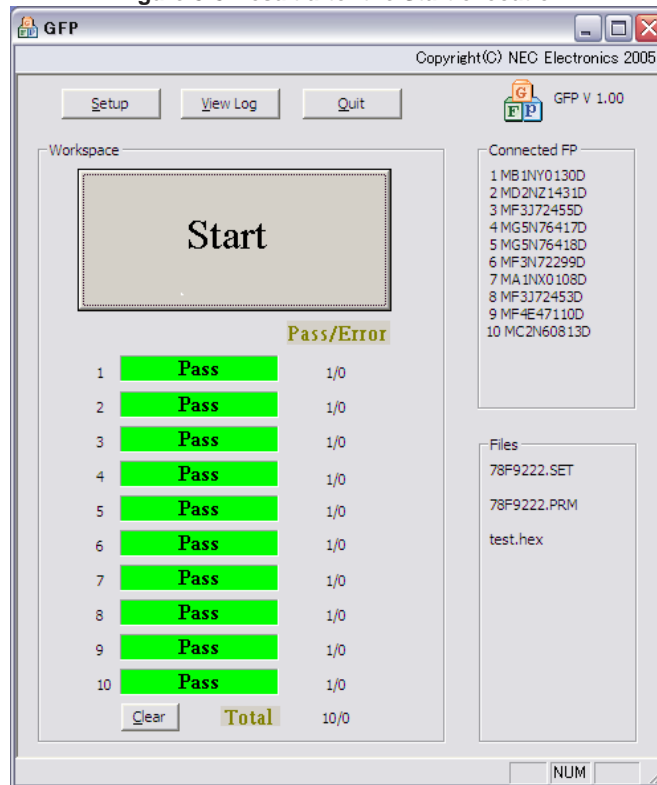 GFP
Copyright(C) NEC Electronics 2005
Setup
View Log
Quit
G
F P
GFP V 1.00
Workspace
Start
Pass/Error
1 Pass 1/0
2 Pass 1/0
3 Pass 1/0
4 Pass 1/0
5 Pass 1/0
6 Pass 1/0
7 Pass 1/0
8 Pass 1/0
9 Pass 1/0
10 Pass 1/0
Clear Total 10/0
Connected FP
1 MB1NY0130D
2 MD2NZ1431D
3 MF3J72455D
4 MG5N76417D
5 MG5N76418D
6 MF3N72299D
7 MA1NX0108D
8 MF3J72453D
9 MF4E47110D
10 MC2N60813D
Files
78F9222.SET
78F9222.PRM
test.hex
NUM